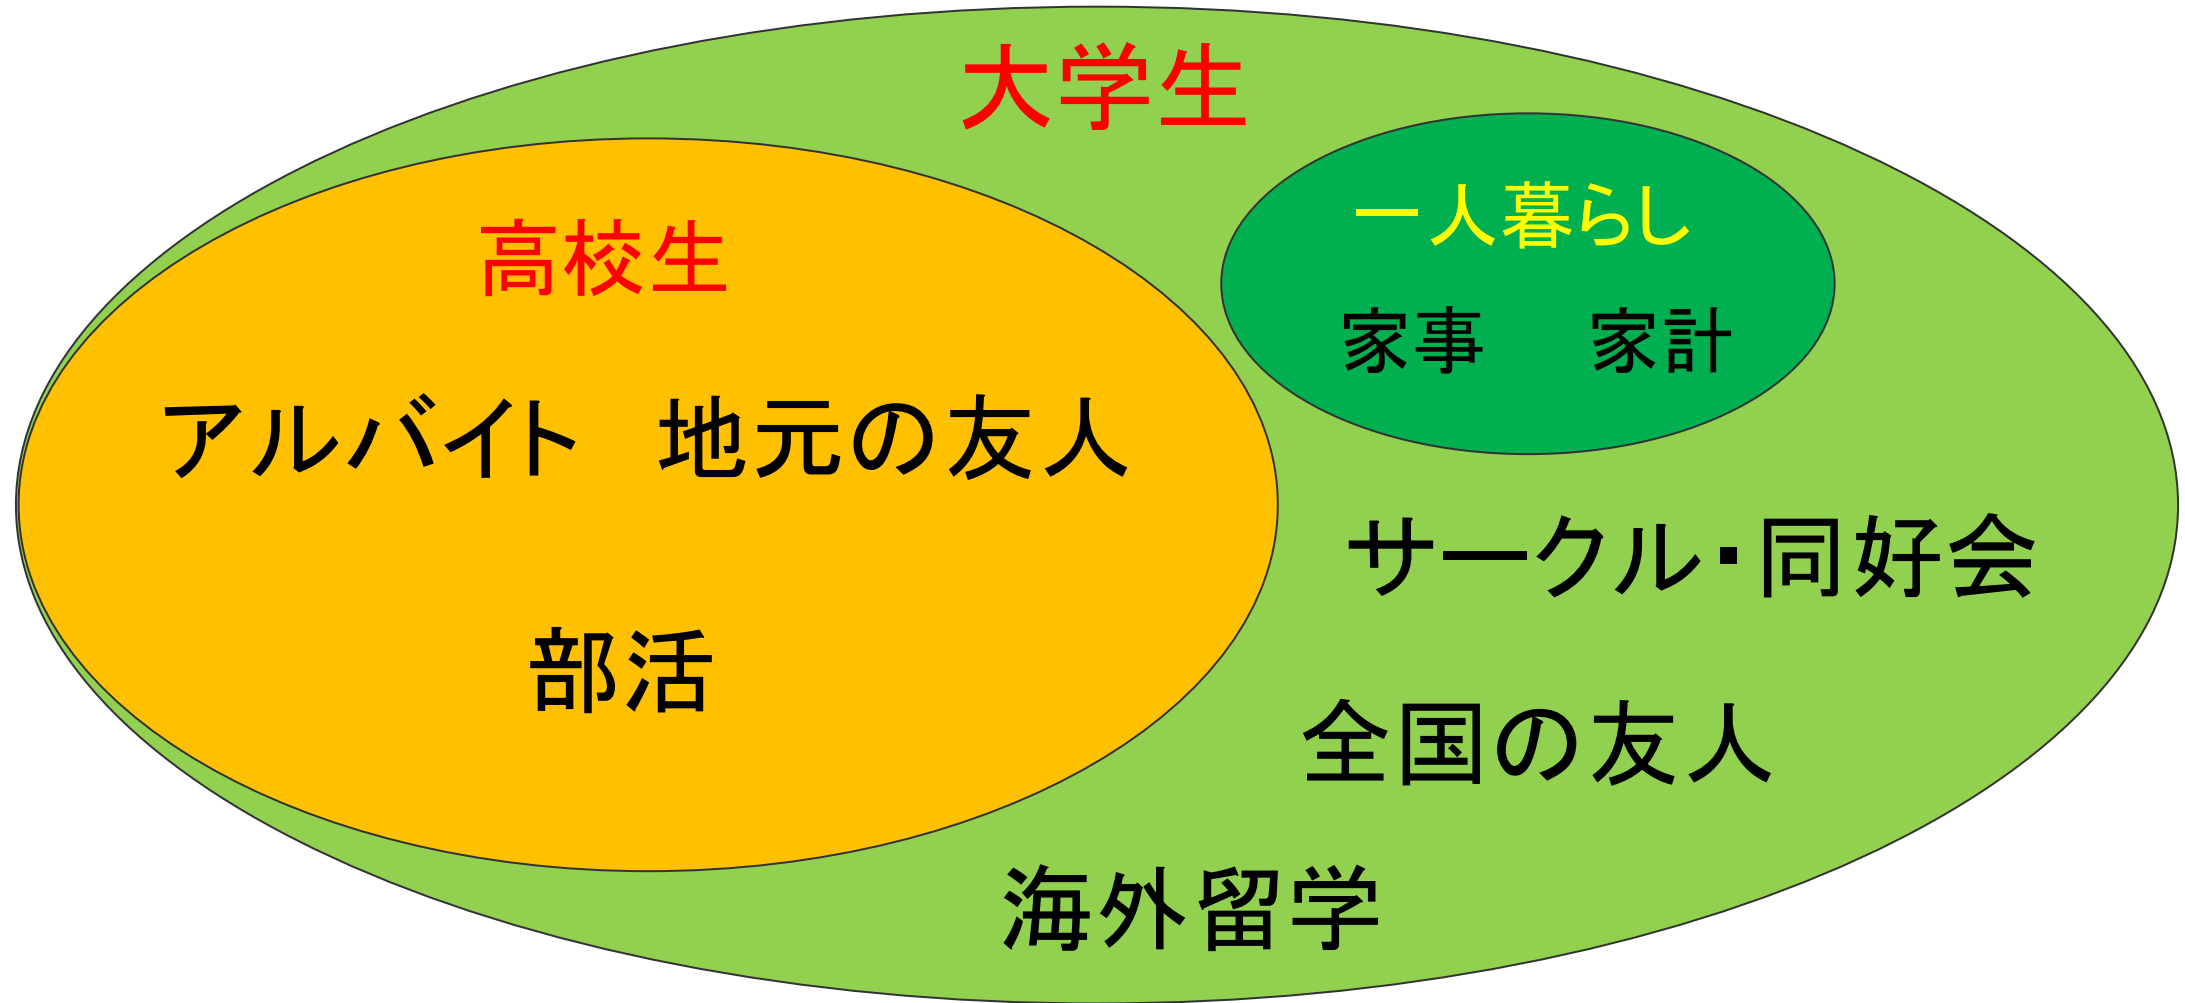 大学生
一人暮らし
家事　家計
高校生
アルバイト　地元の友人
部活
サークル・同好会
全国の友人
海外留学